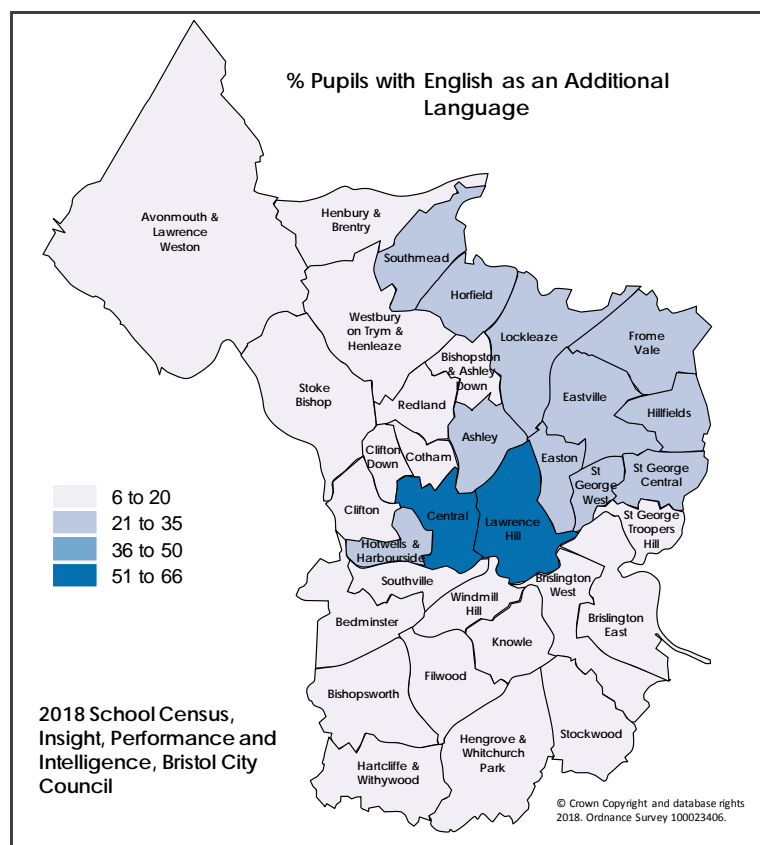 % Pupils with English as an Additional
Language
Avonmouth &
Lawrence
Weston
Henbury &
Brentry
Southmead
Horfield
Westbury
on Trym &
Henleaze
Lockleaze
Frome
Vale
Bishopston
& Ashley
Down
Stoke
Bishop
Redland
Eastville
Hillfields
Ashley
Clifton
Down
Cotham
Easton
St
George
West
St George
Central
6 to 20
21 to 35
36 to 50
51 to 66
Clifton
Central
Lawrence
Hill
St George
Troopers
Hill
Hotwells &
Harbourside
Southville
Windmill
Hill
Brislington
West
Bedminster
Knowle
Brislington
East
Bishopsworth
Filwood
Stockwood
Hengrove &
Whitchurch
Park
Hartcliffe &
Withywood
2018 School Census,
Insight, Performance and
Intelligence, Bristol City
Council
© Crown Copyright and database rights
2018. Ordnance Survey 100023406.